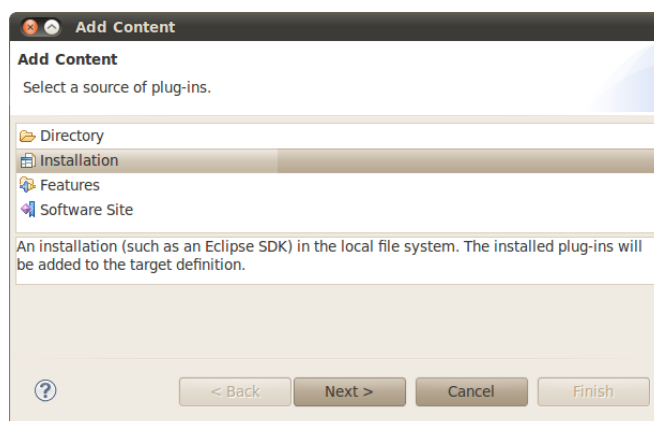 Add Content
Add Content
Select a source of plug-ins.
Directory
Installation
Features
Software Site
An installation (such as an Eclipse SDK) in the local file system. The installed plug-ins will
be added to the target definition.
? < Back Next > Cancel Finish